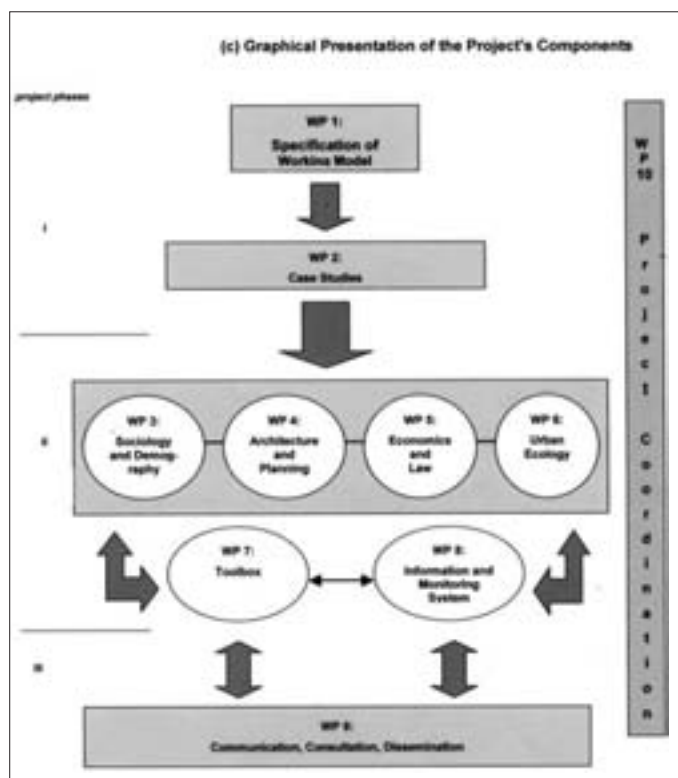 (c) Graphical Presentation of the Project's Components
project phases
WP 1:
Specification of
Working Model
I
WP 2:
Case Studies
II
WP 3:
Sociology
and Demog-
raphy
WP 4:
Architecture
and
Planning
WP 5:
Economics
and
Law
WP 6:
Urban
Ecology
WP 7:
Toolbox
WP 8:
Information and
Monitoring
System
III
WP 9:
Communication, Consultation, Dissemination
WP 10 Project Coordination